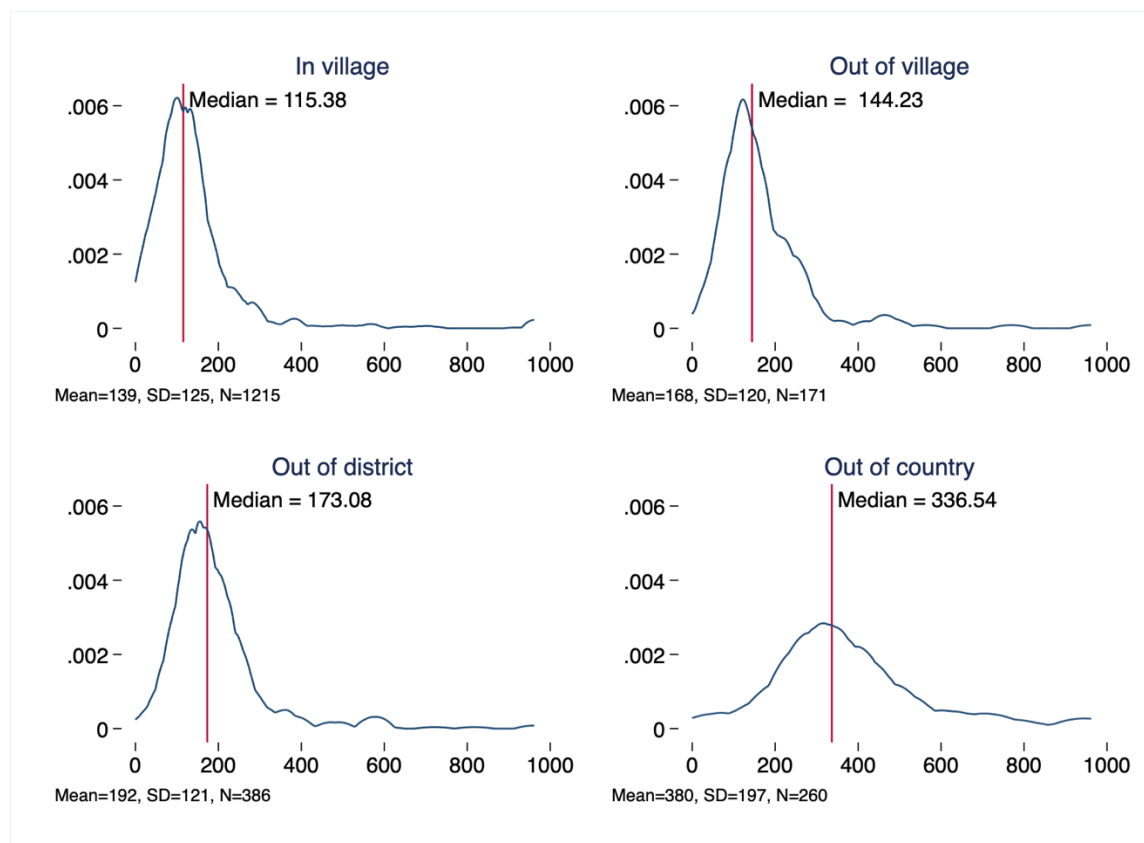 In village
Median = 115.38
.006
.004
.002
0
0 200 400 600 800 1000
Mean=139, SD=125, N=1215
Out of village
Median =  144.23
.006
.004
.002
0
0 200 400 600 800 1000
Mean=168, SD=120, N=171
Out of district
Median = 173.08
.006
.004
.002
0
0 200 400 600 800 1000
Mean=192, SD=121, N=386
Out of country
Median = 336.54
.006
.004
.002
0
0 200 400 600 800 1000
Mean=380, SD=197, N=260